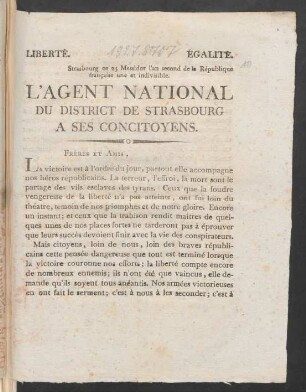 LIBERTÉ. ÉGALITÉ.
Strasbourg ce 23 Messidor l'an second de la République
française une et indivisible.
L'AGENT NATIONAL
DU DISTRICT DE STRASBOURG
A SES CONCITOYENS.
FRÈRES ET AMIS,
LA victoire est à l'ordre du jour, partout elle accompagne
nos héros républicains. La terreur, l'effroi, la mort sont le
partage des vils esclaves des tyrans. Ceux que la foudre
vengeresse de la liberté n'a pas atteints, ont fui loin du
théatre, témoin de nos triomphes et de notre gloire. Encore
un instant; et ceux que la trahison rendit maitres de quel-
ques unes de nos places fortes ne tarderont pas à éprouver
que leurs succès devoient finir avec la vie des conspirateurs.
Mais citoyens, loin de nous, loin des braves républi-
cains cette pensée dangereuse que tout est terminé lorsque
la victoire couronne nos efforts; la liberté compte encore
de nombreux ennemis; ils n'ont été que vaincus, elle de-
mande qu'ils soyent tous anéantis. Nos armées victorieuses
en ont fait le serment; c'est à nous à les seconder; c'est à